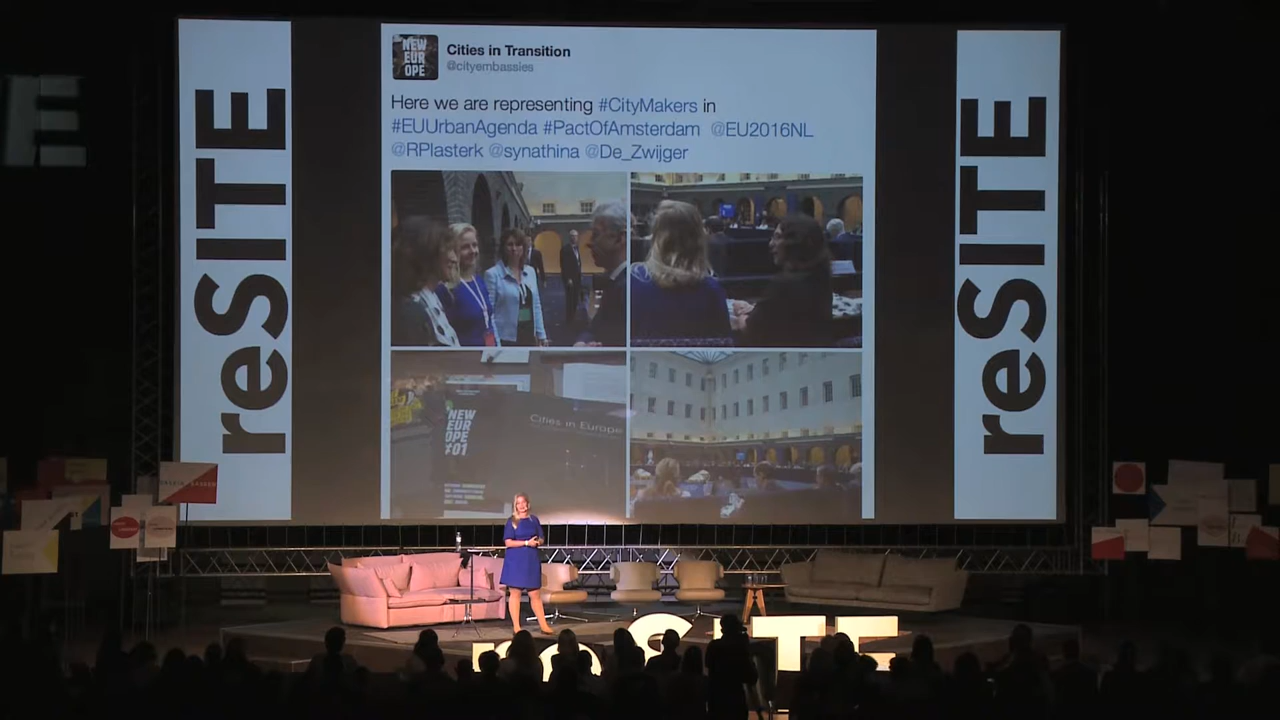 reSITE
NEW
EUR
OPE
Cities in Transition
@cityembassies
Here we are representing #CityMakers in
#EUUrbanAgenda #PactOfAmsterdam @EU2016NL
@RPlasterk @synathina @De_Zwijger
NEW
EUR
OPE
#01
Cities in Europe
reSITE
E
reSITE